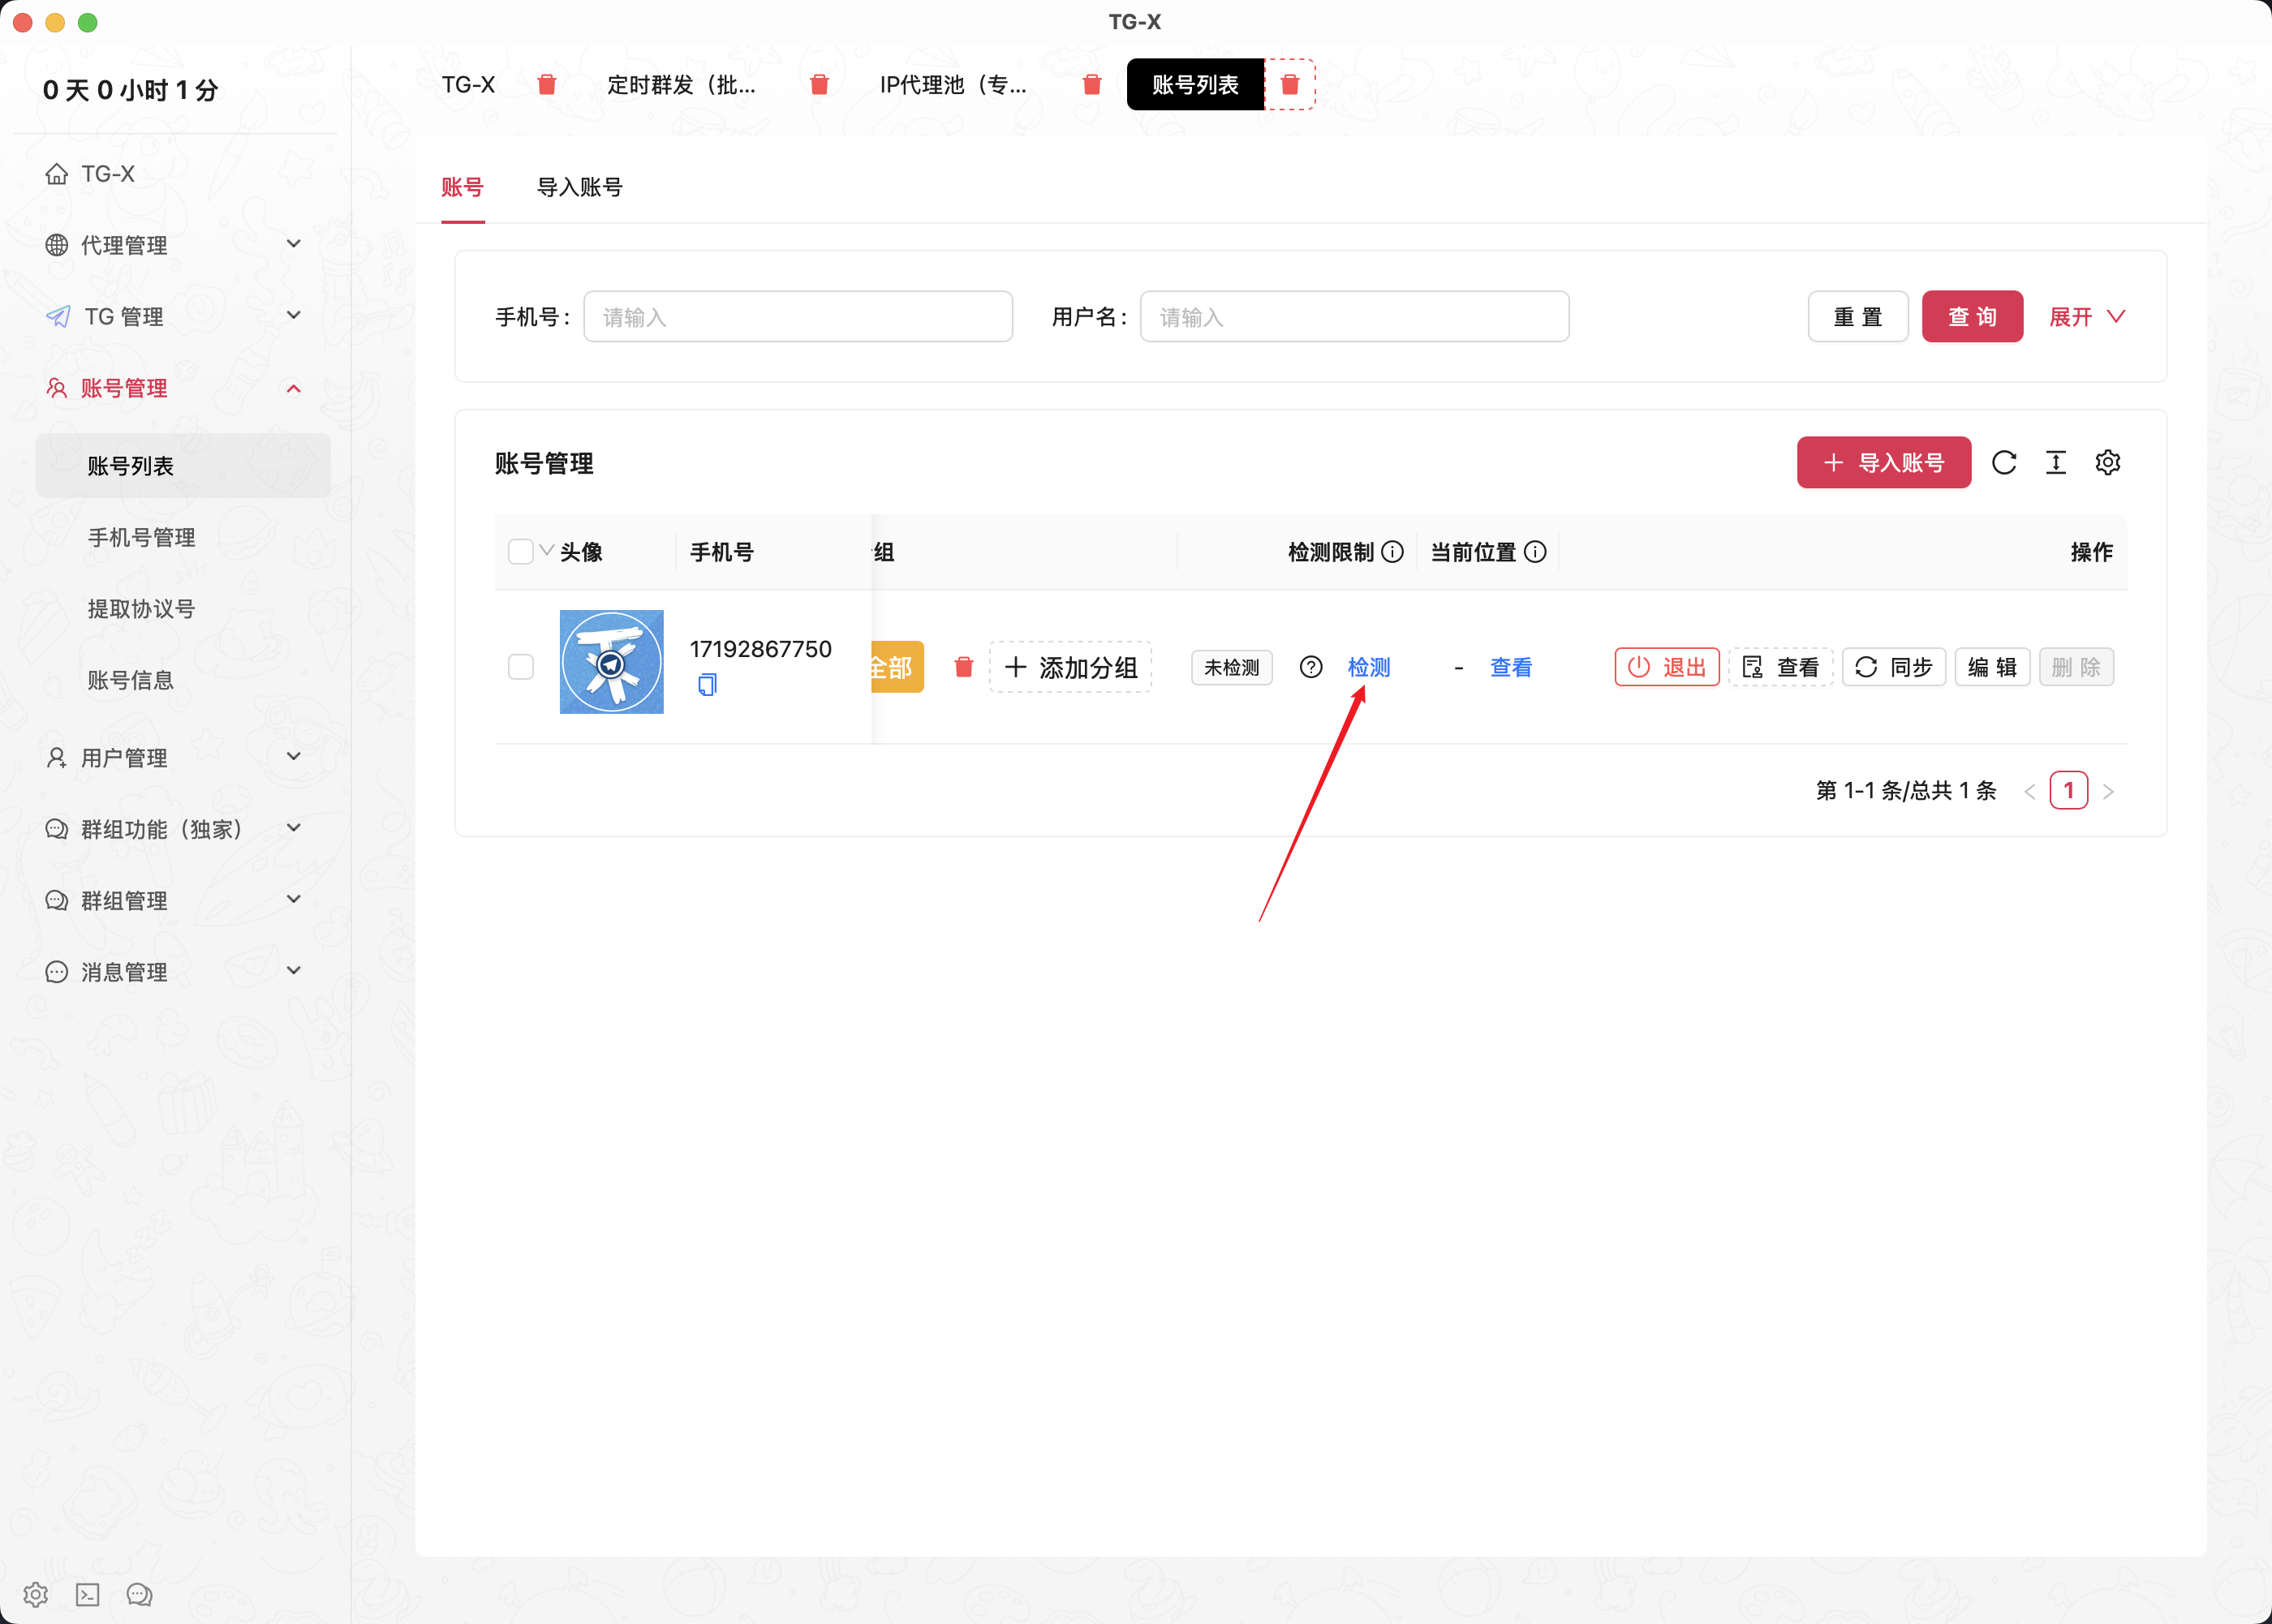 TG-X
0 天 0 小时 1 分
TG-X
代理管理
TG 管理
账号管理
账号列表
手机号管理
提取协议号
账号信息
用户管理
群组功能（独家）
群组管理
消息管理
TG-X 定时群发（批... IP代理池（专... 账号列表
账号 导入账号
手机号： 请输入 用户名： 请输入 重 置 查 询 展开
账号管理 导入账号
头像 手机号 组 检测限制 当前位置 操作
17192867750 全部 添加分组 未检测 检测 - 查看 退出 查看 同步 编 辑 删 除
第 1-1 条/总共 1 条 < 1 >